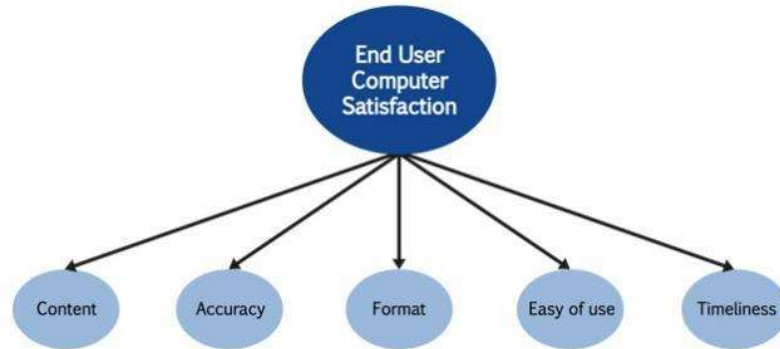 End User
Computer
Satisfaction
Content
Accuracy
Format
Easy of use
Timeliness